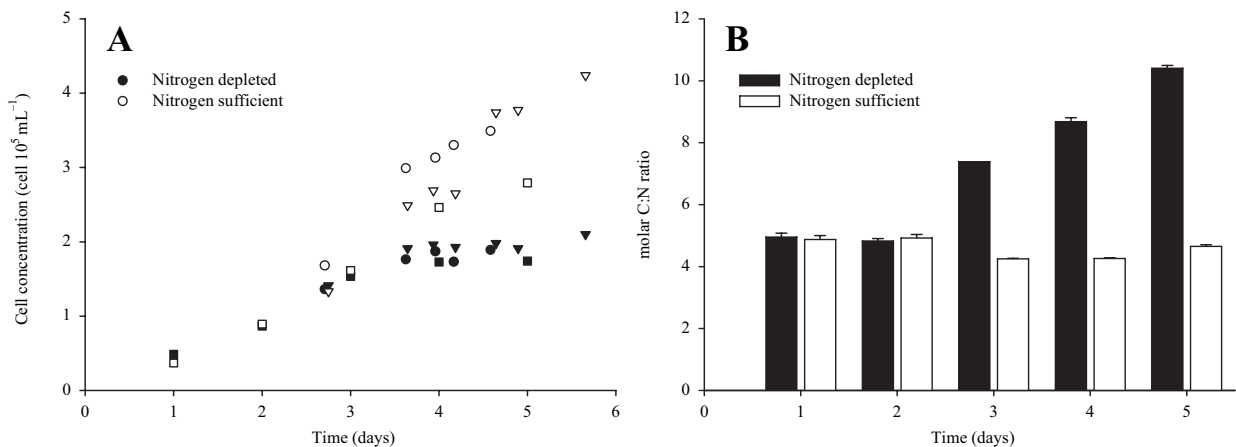 A
Nitrogen depleted
Nitrogen sufficient
Cell concentration (cell 10⁵ mL⁻¹)
5
4
3
2
1
0
0 1 2 3 4 5 6
Time (days)
B
Nitrogen depleted
Nitrogen sufficient
molar C:N ratio
12
10
8
6
4
2
0
0 1 2 3 4 5
Time (days)